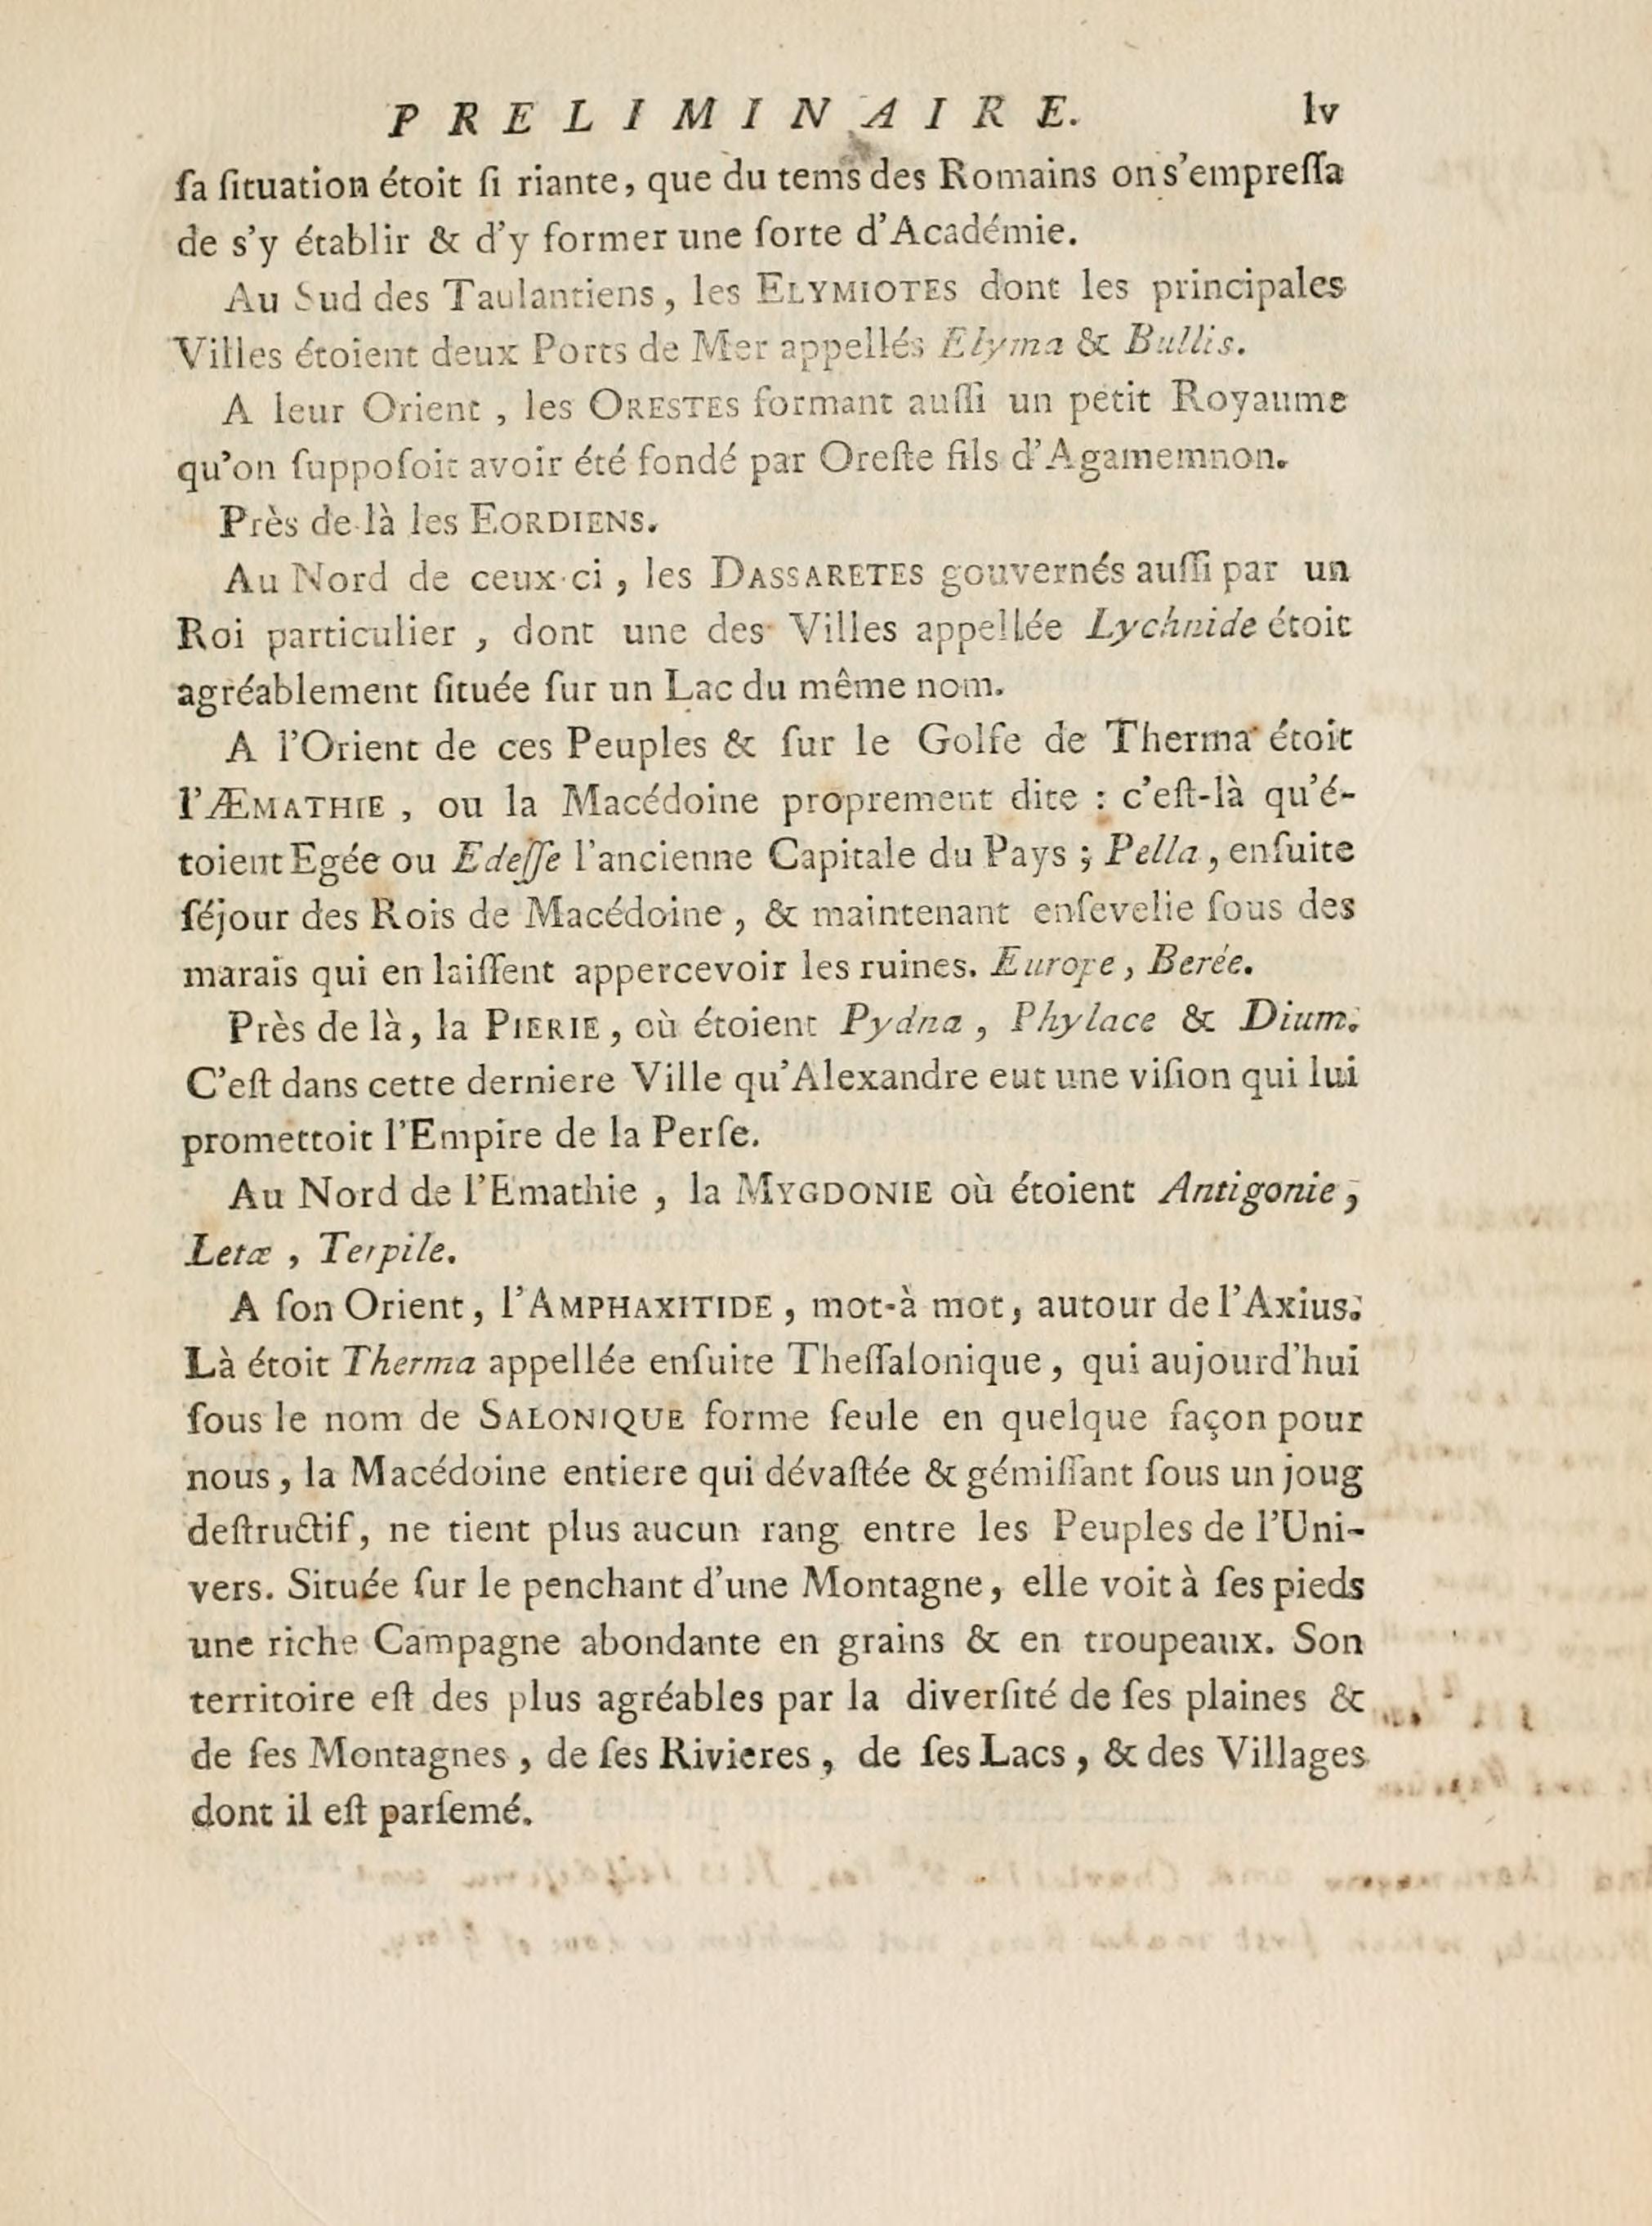 PRELIMINAIRE. lv
ſa ſituation étoit ſi riante, que du tems des Romains on s'empreſſa
de s'y établir & d'y former une ſorte d'Académie.
Au Sud des Taulantiens, les ELYMIOTES dont les principales
Villes étoient deux Ports de Mer appellés Elyma & Bullis.
A leur Orient, les ORESTES formant auſſi un petit Royaume
qu'on ſuppoſoit avoir été fondé par Oreſte fils d'Agamemnon.
Près de-là les EORDIENS.
Au Nord de ceux-ci, les DASSARETES gouvernés auſſi par un
Roi particulier, dont une des Villes appellée Lychnide étoit
agréablement ſituée ſur un Lac du même nom.
A l'Orient de ces Peuples & ſur le Golfe de Therma étoit
l'ÆMATHIE, ou la Macédoine proprement dite : c'eſt-là qu'é-
toient Egée ou Edeſſe l'ancienne Capitale du Pays ; Pella, enſuite
ſéjour des Rois de Macédoine, & maintenant enſevelie ſous des
marais qui en laiſſent appercevoir les ruines. Europe, Berée.
Près de là, la PIERIE, où étoient Pydna, Phylace & Dium.
C'eſt dans cette derniere Ville qu'Alexandre eut une viſion qui lui
promettoit l'Empire de la Perſe.
Au Nord de l'Emathie, la MYGDONIE où étoient Antigonie,
Letæ, Terpile.
A ſon Orient, l'AMPHAXITIDE, mot-à mot, autour de l'Axius.
Là étoit Therma appellée enſuite Theſſalonique, qui aujourd'hui
ſous le nom de SALONIQUE forme ſeule en quelque façon pour
nous, la Macédoine entiere qui dévaſtée & gémiſſant ſous un joug
deſtructif, ne tient plus aucun rang entre les Peuples de l'Uni-
vers. Située ſur le penchant d'une Montagne, elle voit à ſes pieds
une riche Campagne abondante en grains & en troupeaux. Son
territoire eſt des plus agréables par la diverſité de ſes plaines &
de ſes Montagnes, de ſes Rivieres, de ſes Lacs, & des Villages
dont il eſt parſemé.